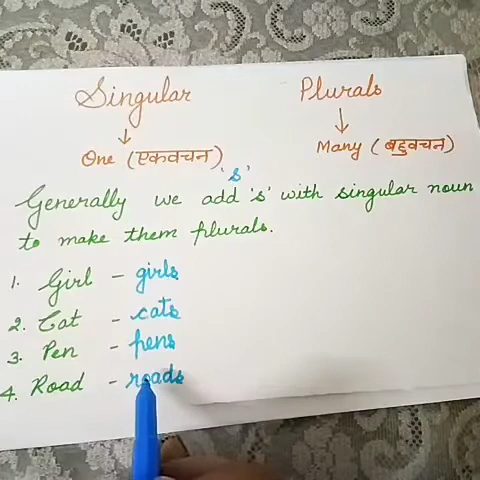 Singular Plurals
One (एकवचन) Many (बहुवचन)
's'
Generally we add 's' with singular noun
to make them plurals.
1. Girl - girls
2. Cat - cats
3. Pen - pens
4. Road - roads